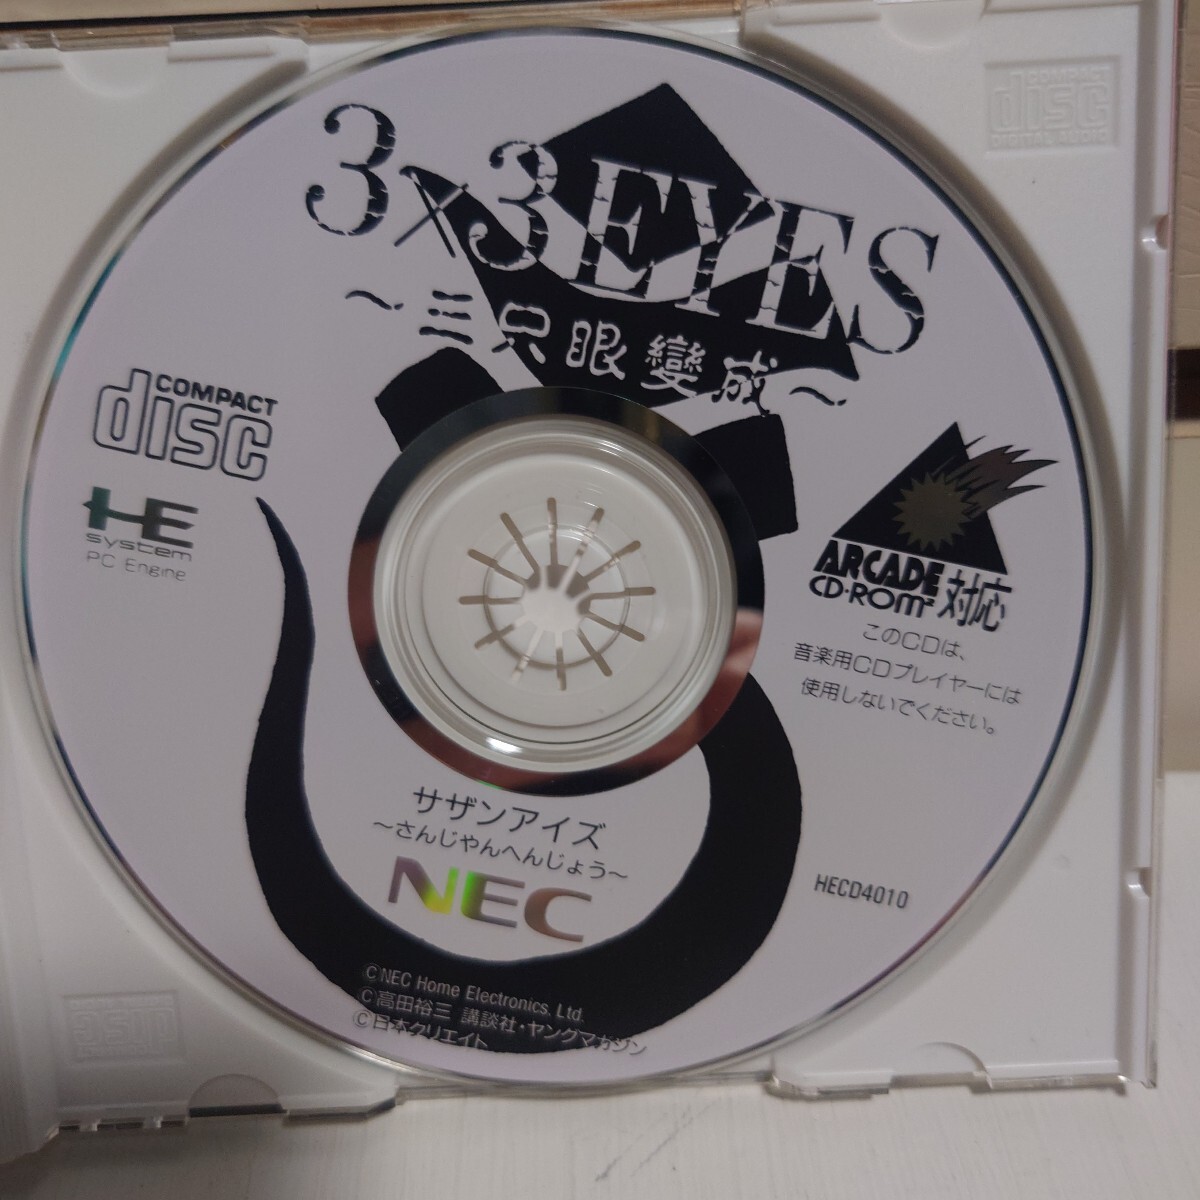 3×3 EYES
～三只眼變成～
COMPACT
disc
HE
system
PC Engine
ARCADE
CD-ROM² 対応
このCDは、
音楽用CDプレイヤーには
使用しないでください。
サザンアイズ
～さんじやんへんじょう～
NEC
HECD4010
©NEC Home Electronics, Ltd.
©高田裕三 講談社・ヤングマガジン
©日本クリエイト
COMPACT
disc
DIGITAL AUDIO